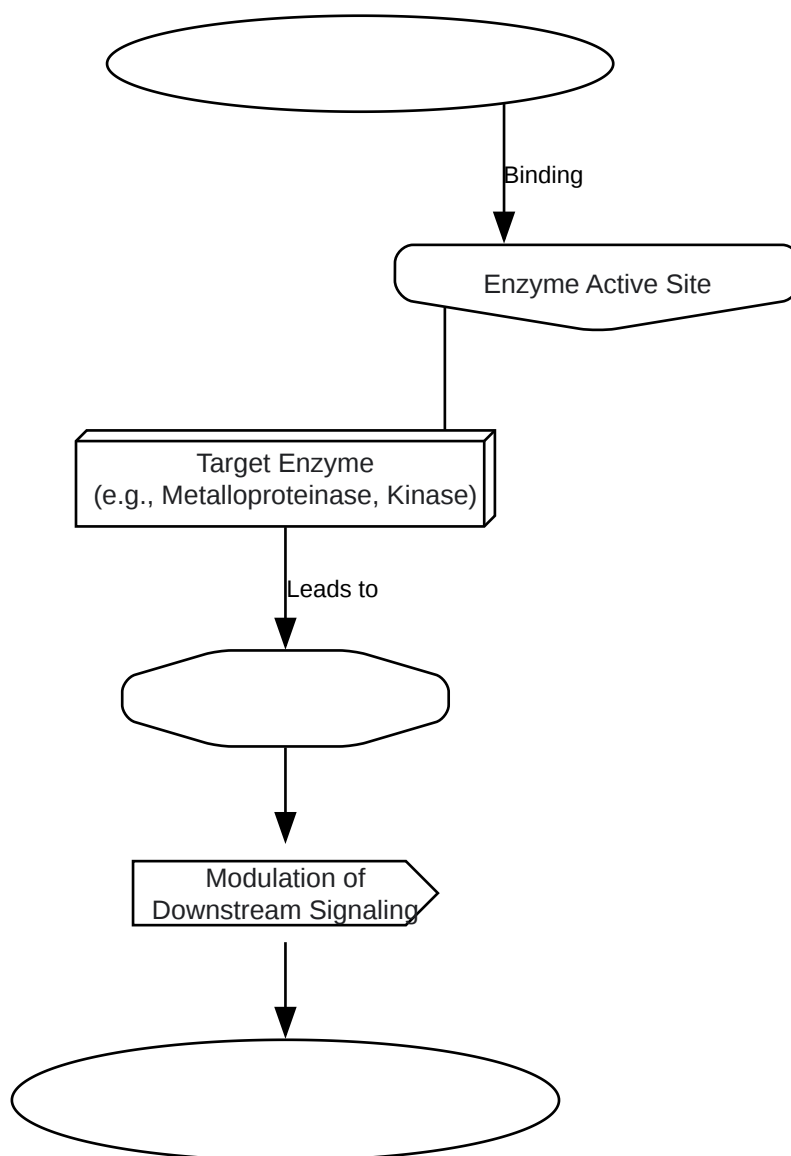 Binding
Enzyme Active Site
Target Enzyme
(e.g., Metalloproteinase, Kinase)
Leads to
Modulation of
Downstream Signaling